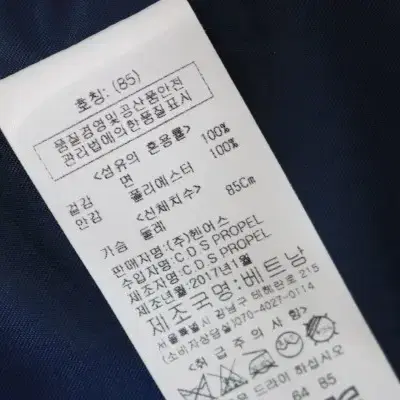 호칭: (85)
품질경영및공산품안전
관리법에의한품질표시
<섬유의 혼용률>
겉감 면 100%
안감 폴리에스터 100%
<신체치수>
가슴 둘레 85Cm
판매자명:(주)헨어스
수입자명:C D S PROPEL
제조자명:C.D.S PROPEL
제조년월:2017년1월
제조국명:베트남
서울특별시 강남구 테헤란로 215
(소비자상담실)070-4027-0114
<취 급 주 의 사 항>
드라이 하십시오
84 85